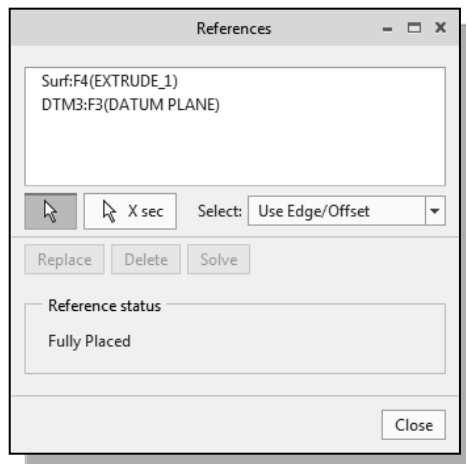 References
Surf:F4(EXTRUDE_1)
DTM3:F3(DATUM PLANE)
X sec Select: Use Edge/Offset
Replace Delete Solve
Reference status
Fully Placed
Close